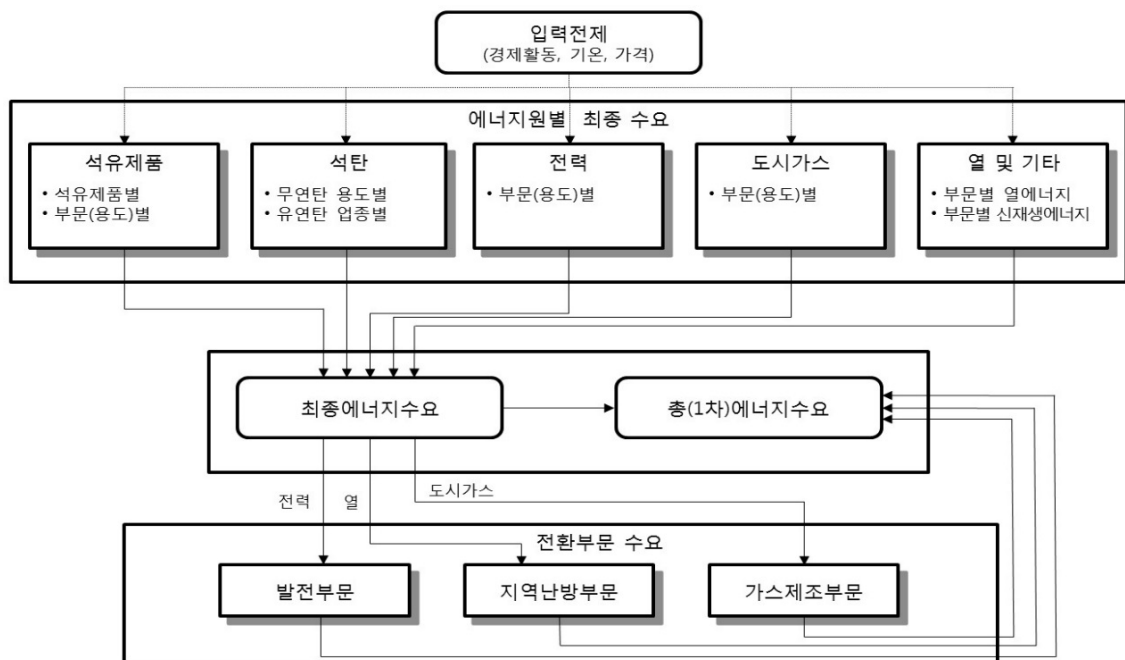 입력전제
(경제활동, 기온, 가격)
에너지원별 최종 수요
석유제품
• 석유제품별
• 부문(용도)별
석탄
• 무연탄 용도별
• 유연탄 업종별
전력
• 부문(용도)별
도시가스
• 부문(용도)별
열 및 기타
• 부문별 열에너지
• 부문별 신재생에너지
최종에너지수요
총(1차)에너지수요
전력
열
도시가스
전환부문 수요
발전부문
지역난방부문
가스제조부문